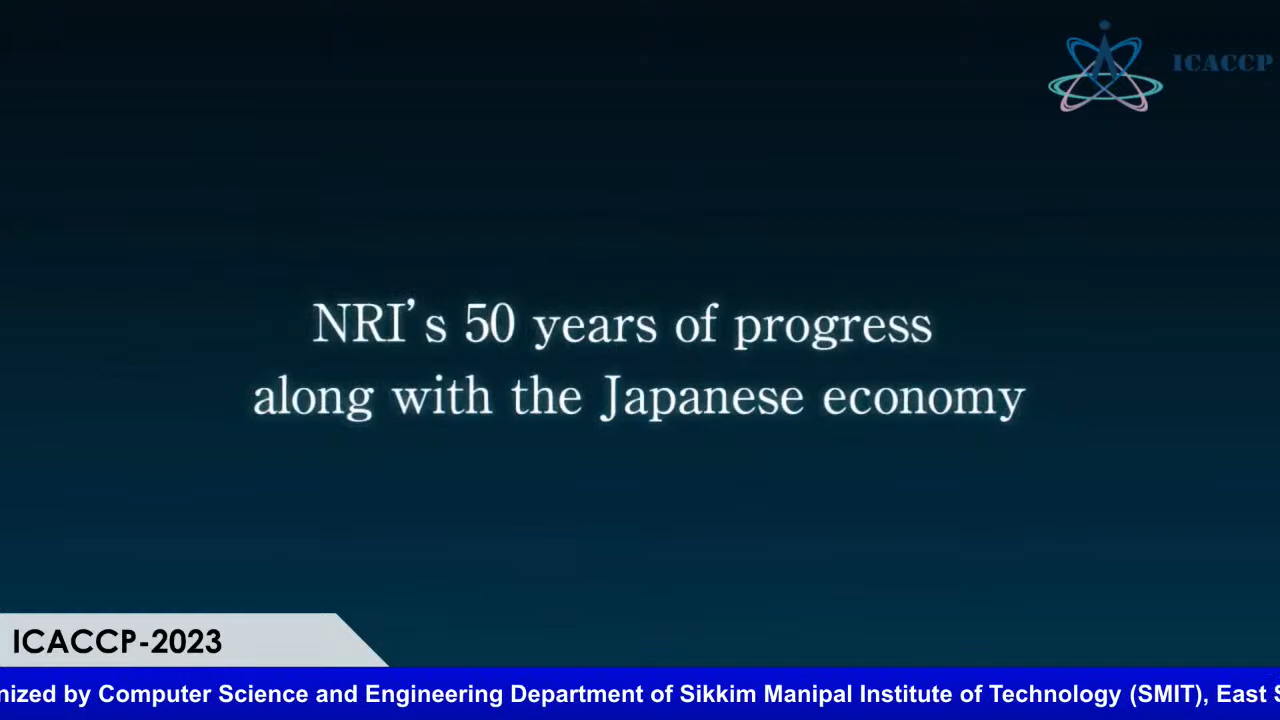 ICACCP
NRI's 50 years of progress
along with the Japanese economy
ICACCP-2023
nized by Computer Science and Engineering Department of Sikkim Manipal Institute of Technology (SMIT), East S